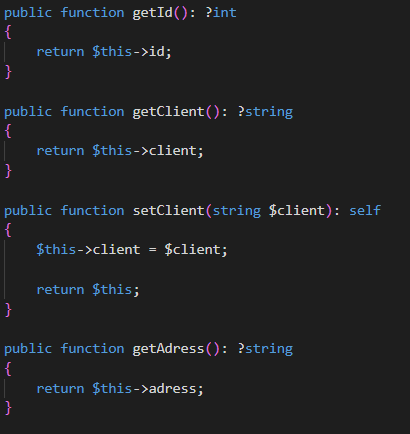 public function getId(): ?int
{
    return $this->id;
}

public function getClient(): ?string
{
    return $this->client;
}

public function setClient(string $client): self
{
    $this->client = $client;

    return $this;
}

public function getAdress(): ?string
{
    return $this->adress;
}